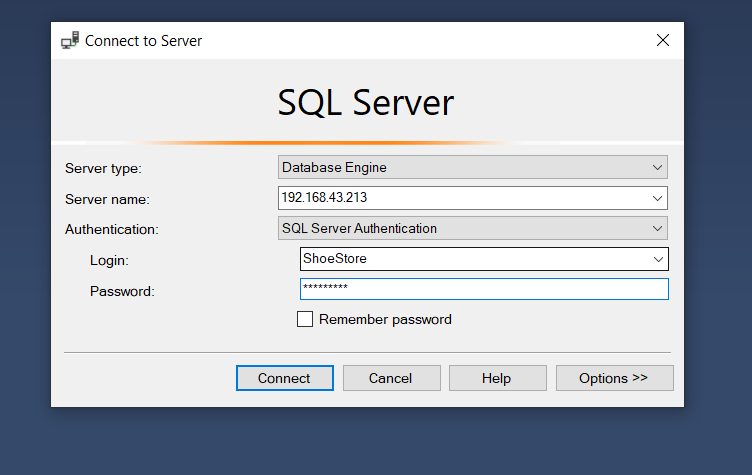 Connect to Server
SQL Server
Server type: Database Engine
Server name: 192.168.43.213
Authentication: SQL Server Authentication
Login: ShoeStore
Password: *********
Remember password
Connect Cancel Help Options >>